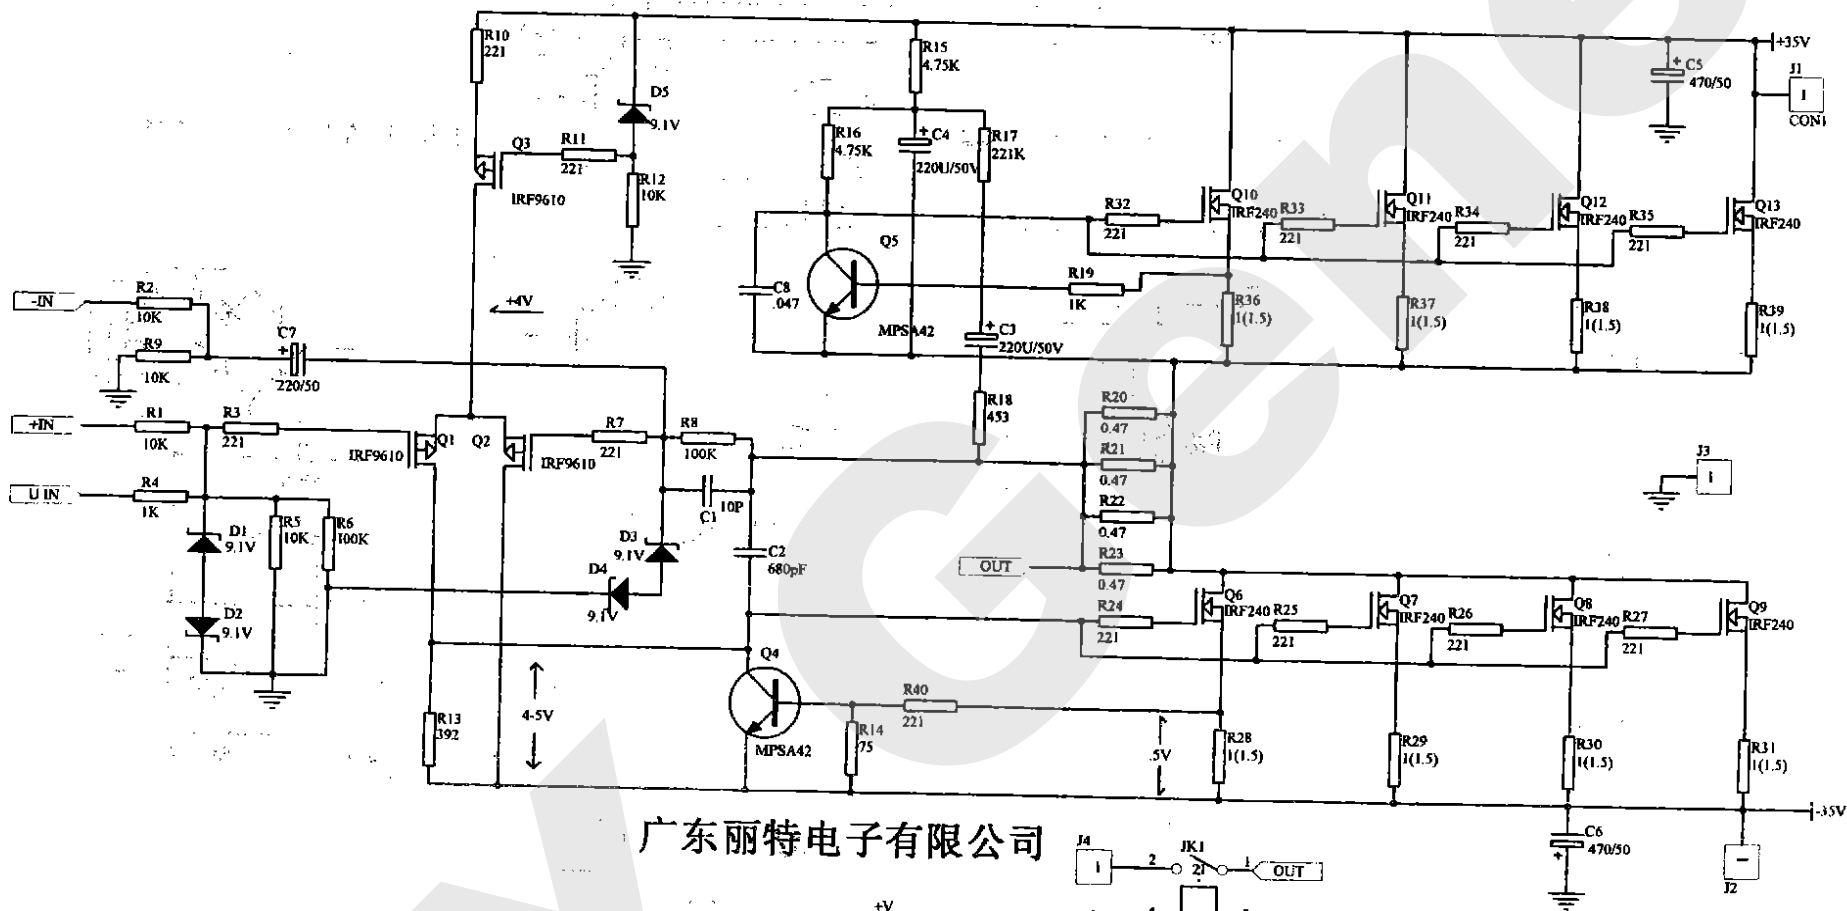 R10
221
D5
9.1V
R15
4.75K
+35V
C5
470/50
J1
1
CON1
Q3
R11
221
R12
10K
IRF9610
R16
4.75K
C4
220U/50V
R17
221K
R32
221
Q10
IRF240
R33
221
Q11
IRF240
R34
221
Q12
IRF240
R35
221
Q13
IRF240
Q5
MPSA42
C8
.047
R19
1K
C3
220U/50V
R36
1(1.5)
R37
1(1.5)
R38
1(1.5)
R39
1(1.5)
-IN
R2
10K
R9
10K
C7
220/50
+4V
+IN
R1
10K
R3
221
IRF9610
Q1
Q2
IRF9610
R7
221
R8
100K
R18
453
R20
0.47
R21
0.47
R22
0.47
R23
0.47
J3
1
U IN
R4
1K
D1
9.1V
R5
10K
R6
100K
C1
10P
D3
9.1V
D4
9.1V
C2
680pF
OUT
D2
9.1V
R24
221
Q6
IRF240
R25
221
Q7
IRF240
R26
221
Q8
IRF240
R27
221
Q9
IRF240
R13
392
4-5V
Q4
MPSA42
R14
75
R40
221
.5V
R28
1(1.5)
R29
1(1.5)
R30
1(1.5)
R31
1(1.5)
-35V
C6
470/50
J2
广东丽特电子有限公司
J4
1
2
JK1
21
1
OUT
+V